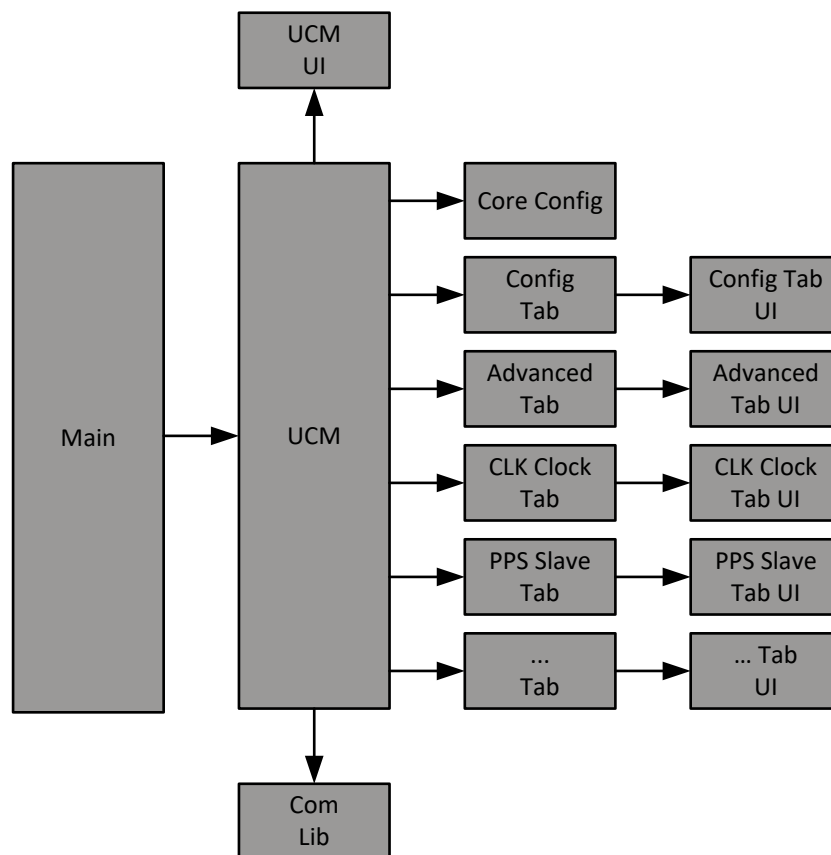 UCM
UI
Main
UCM
Core Config
Config
Tab
Config Tab
UI
Advanced
Tab
Advanced
Tab UI
CLK Clock
Tab
CLK Clock
Tab UI
PPS Slave
Tab
PPS Slave
Tab UI
...
Tab
... Tab
UI
Com
Lib